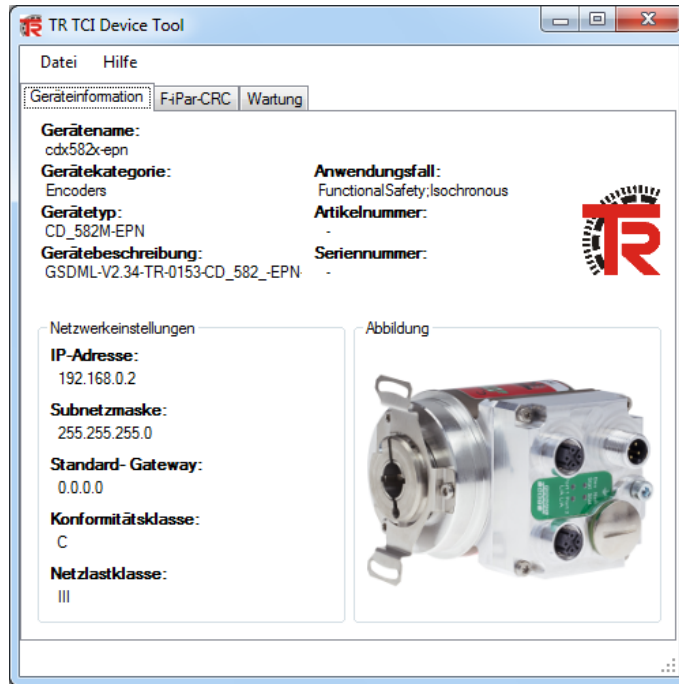 TR TCI Device Tool
Datei Hilfe
Geräteinformation F-iPar-CRC Wartung
Gerätename:
cdx582x-epn
Gerätekategorie: Anwendungsfall:
Encoders FunctionalSafety;Isochronous
Gerätetyp: Artikelnummer:
CD_582M-EPN -
Gerätebeschreibung: Seriennummer:
GSDML-V2.34-TR-0153-CD_582_-EPN- -
TR
Netzwerkeinstellungen Abbildung
IP-Adresse:
192.168.0.2
Subnetzmaske:
255.255.255.0
Standard- Gateway:
0.0.0.0
Konformitätsklasse:
C
Netzlastklasse:
III